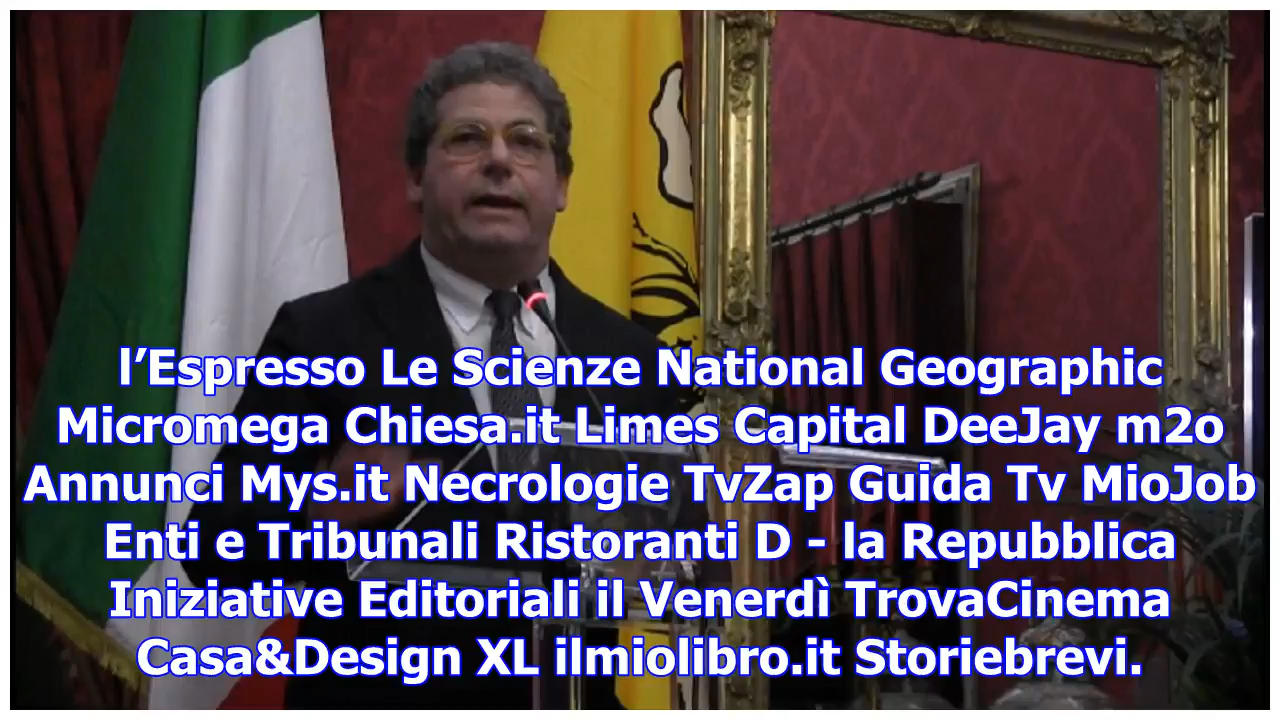 l’Espresso Le Scienze National Geographic
Micromega Chiesa.it Limes Capital DeeJay m2o
Annunci Mys.it Necrologie TvZap Guida Tv MioJob
Enti e Tribunali Ristoranti D - la Repubblica
Iniziative Editoriali il Venerdì TrovaCinema
Casa&Design XL ilmiolibro.it Storiebrevi.